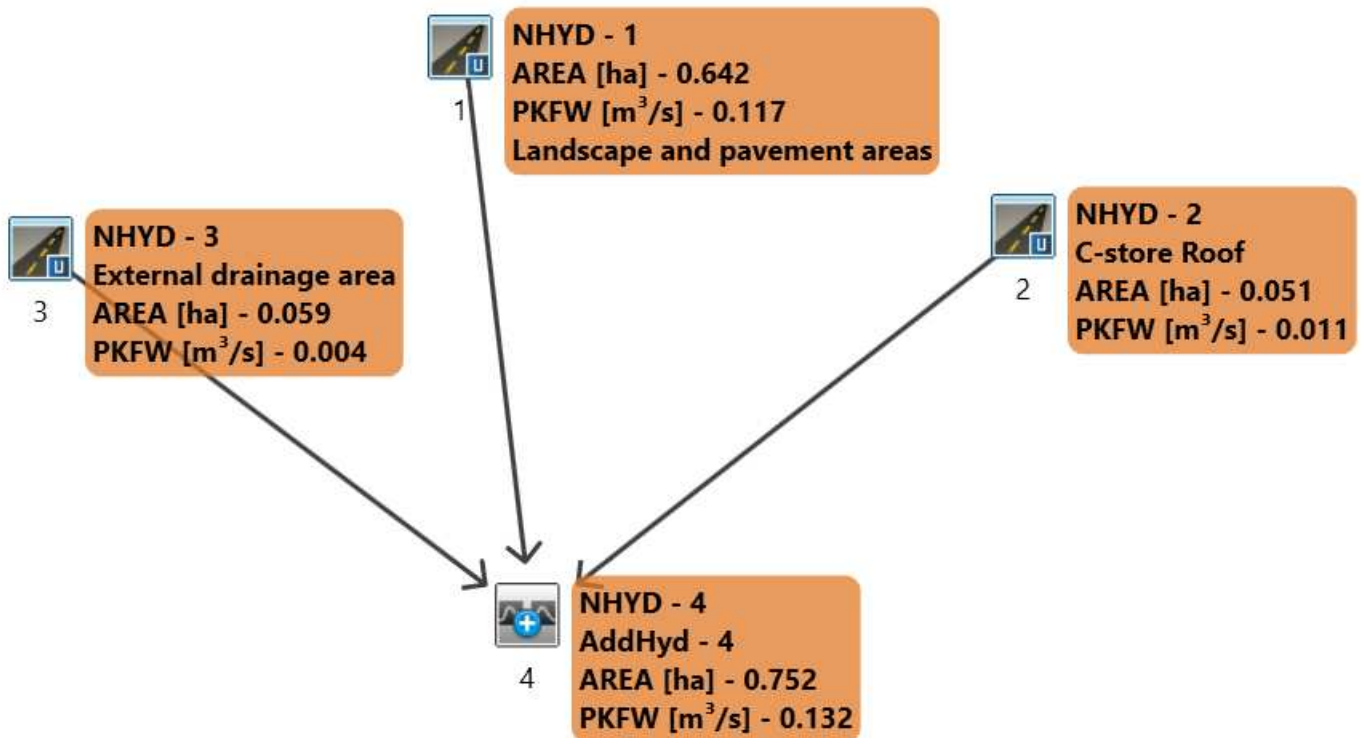 NHYD - 1
AREA [ha] - 0.642
PKFW [m³/s] - 0.117
Landscape and pavement areas
1
U
NHYD - 3
External drainage area
AREA [ha] - 0.059
PKFW [m³/s] - 0.004
3
U
NHYD - 2
C-store Roof
AREA [ha] - 0.051
PKFW [m³/s] - 0.011
2
U
NHYD - 4
AddHyd - 4
AREA [ha] - 0.752
PKFW [m³/s] - 0.132
4